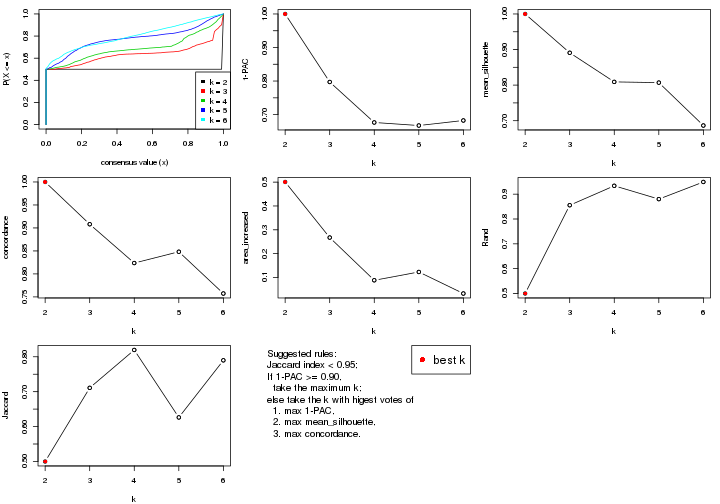 P(X <= x)
0.0 0.2 0.4 0.6 0.8 1.0
0.0 0.2 0.4 0.6 0.8 1.0
consensus value (x)
k = 2
k = 3
k = 4
k = 5
k = 6
1-PAC
0.70 0.80 0.90 1.00
2 3 4 5 6
k
mean_silhouette
0.70 0.80 0.90 1.00
2 3 4 5 6
k
concordance
0.75 0.80 0.85 0.90 0.95 1.00
2 3 4 5 6
k
area_increased
0.1 0.2 0.3 0.4 0.5
2 3 4 5 6
k
Rand
0.5 0.6 0.7 0.8 0.9
2 3 4 5 6
k
Jaccard
0.50 0.60 0.70 0.80
2 3 4 5 6
k
Suggested rules:
Jaccard index < 0.95;
If 1-PAC >= 0.90,
take the maximum k;
else take the k with higest votes of
1. max 1-PAC,
2. max mean_silhouette,
3. max concordance.
best k